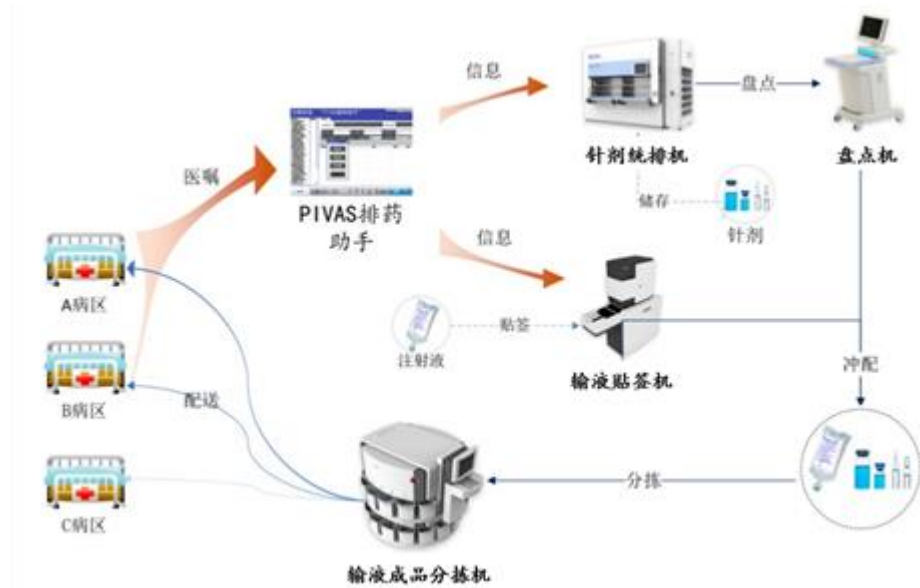 信息
盘点
医嘱
针剂统排机
盘点机
PIVAS排药
助手
储存
针剂
信息
A病区
贴签
注射液
输液贴签机
冲配
B病区
配送
分拣
C病区
输液成品分拣机